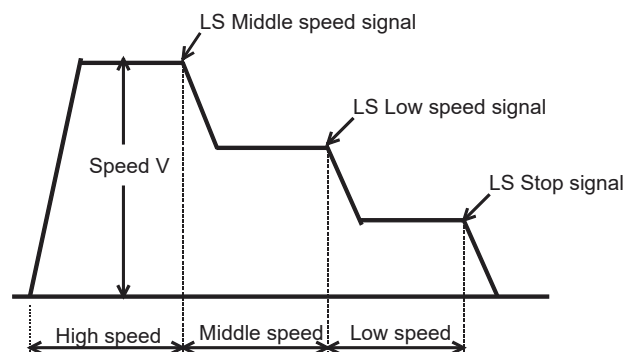 LS Middle speed signal
LS Low speed signal
Speed V
LS Stop signal
High speed
Middle speed
Low speed